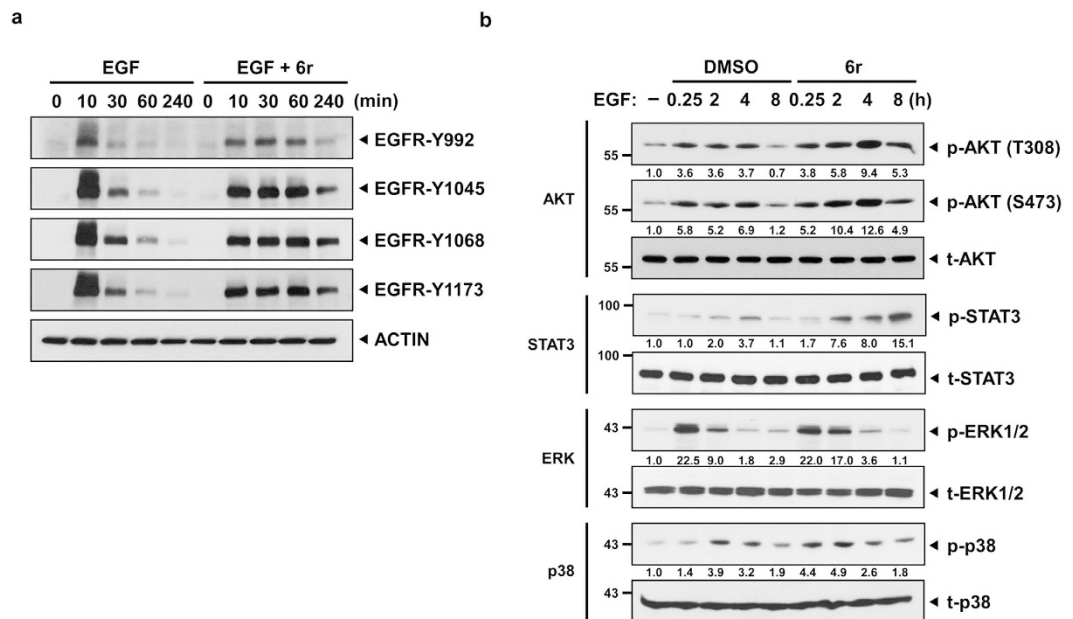 a
EGF EGF + 6r
0 10 30 60 240 0 10 30 60 240 (min)
EGFR-Y992
EGFR-Y1045
EGFR-Y1068
EGFR-Y1173
ACTIN
b
DMSO 6r
EGF: – 0.25 2 4 8 0.25 2 4 8 (h)
AKT
55 p-AKT (T308)
1.0 3.6 3.6 3.7 0.7 3.8 5.8 9.4 5.3
55 p-AKT (S473)
1.0 5.8 5.2 6.9 1.2 5.2 10.4 12.6 4.9
55 t-AKT
STAT3
100 p-STAT3
1.0 1.0 2.0 3.7 1.1 1.7 7.6 8.0 15.1
100 t-STAT3
ERK
43 p-ERK1/2
1.0 22.5 9.0 1.8 2.9 22.0 17.0 3.6 1.1
43 t-ERK1/2
p38
43 p-p38
1.0 1.4 3.9 3.2 1.9 4.4 4.9 2.6 1.8
43 t-p38